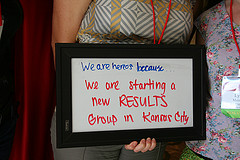 We are here because
We are starting a
new RESULTS
Group in Kansas City